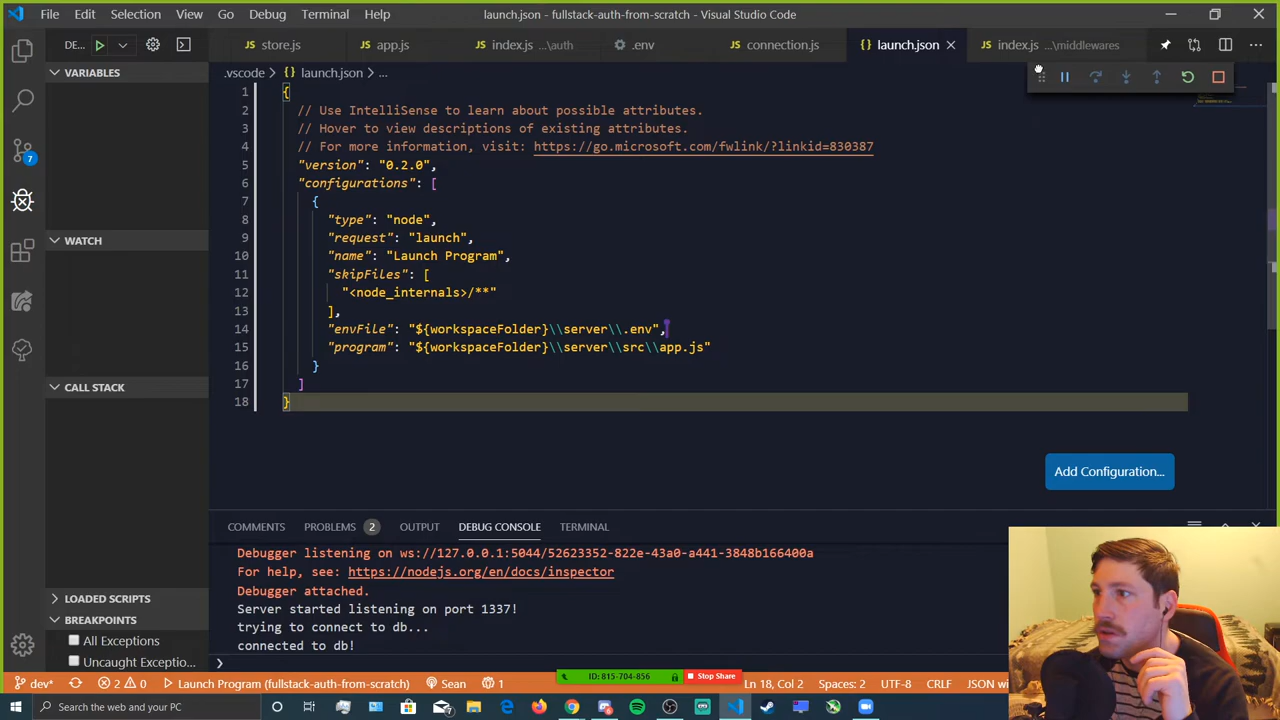 File Edit Selection View Go Debug Terminal Help
launch.json - fullstack-auth-from-scratch - Visual Studio Code
DE...
store.js
app.js
index.js ...\auth
.env
connection.js
launch.json
index.js ...\middlewares
.vscode > {} launch.json > ...
VARIABLES
WATCH
CALL STACK
LOADED SCRIPTS
BREAKPOINTS
All Exceptions
Uncaught Exceptio...
7
1 {
2 // Use IntelliSense to learn about possible attributes.
3 // Hover to view descriptions of existing attributes.
4 // For more information, visit: https://go.microsoft.com/fwlink/?linkid=830387
5 "version": "0.2.0",
6 "configurations": [
7 {
8 "type": "node",
9 "request": "launch",
10 "name": "Launch Program",
11 "skipFiles": [
12 "<node_internals>/**"
13 ],
14 "envFile": "${workspaceFolder}\\server\\.env",
15 "program": "${workspaceFolder}\\server\\src\\app.js"
16 }
17 ]
18 }
Add Configuration...
COMMENTS PROBLEMS 2 OUTPUT DEBUG CONSOLE TERMINAL
Debugger listening on ws://127.0.0.1:5044/52623352-822e-43a0-a441-3848b166400a
For help, see: https://nodejs.org/en/docs/inspector
Debugger attached.
Server started listening on port 1337!
trying to connect to db...
connected to db!
dev* 2 0 Launch Program (fullstack-auth-from-scratch) Sean 1
ID: 815-704-856 Stop Share
Ln 18, Col 2 Spaces: 2 UTF-8 CRLF JSON wi
Search the web and your PC